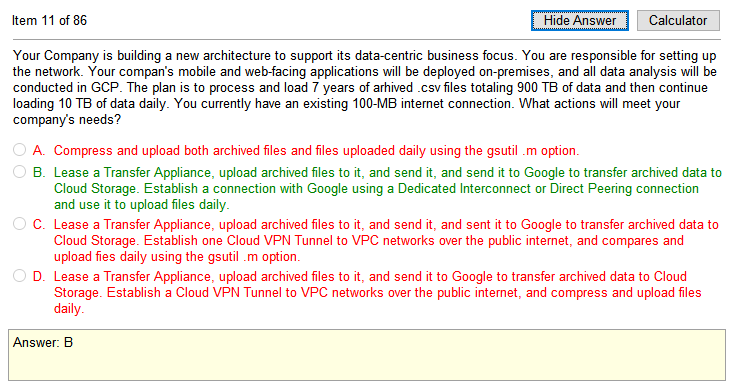 Item 11 of 86
Hide Answer
Calculator
Your Company is building a new architecture to support its data-centric business focus. You are responsible for setting up
the network. Your compan's mobile and web-facing applications will be deployed on-premises, and all data analysis will be
conducted in GCP. The plan is to process and load 7 years of arhived .csv files totaling 900 TB of data and then continue
loading 10 TB of data daily. You currently have an existing 100-MB internet connection. What actions will meet your
company's needs?
A. Compress and upload both archived files and files uploaded daily using the gsutil .m option.
B. Lease a Transfer Appliance, upload archived files to it, and send it to Google to transfer archived data to
Cloud Storage. Establish a connection with Google using a Dedicated Interconnect or Direct Peering connection
and use it to upload files daily.
C. Lease a Transfer Appliance, upload archived files to it, and send it, and sent it to Google to transfer archived data to
Cloud Storage. Establish one Cloud VPN Tunnel to VPC networks over the public internet, and compares and
upload fies daily using the gsutil .m option.
D. Lease a Transfer Appliance, upload archived files to it, and send it to Google to transfer archived data to Cloud
Storage. Establish a Cloud VPN Tunnel to VPC networks over the public internet, and compress and upload files
daily.
Answer: B